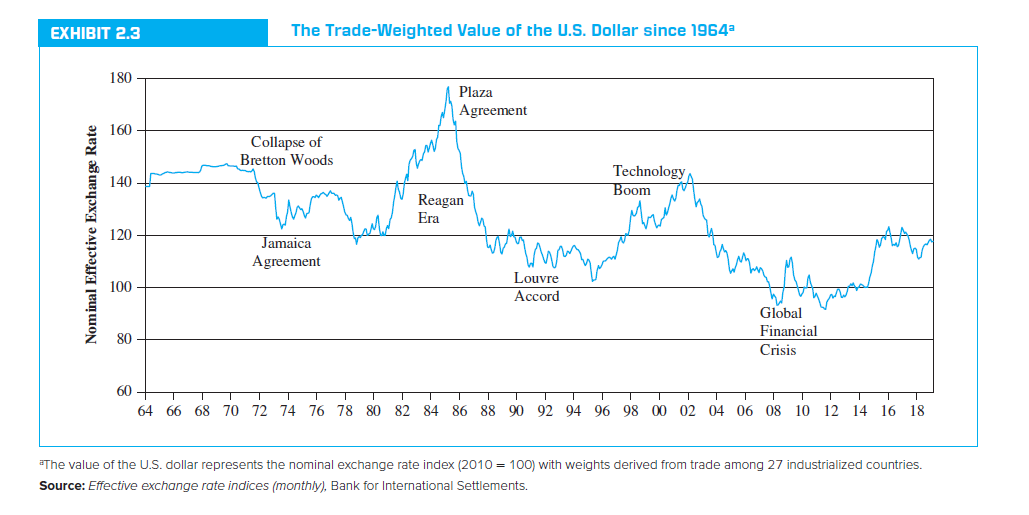 EXHIBIT 2.3
The Trade-Weighted Value of the U.S. Dollar since 1964ᵃ
Nominal Effective Exchange Rate
180
160
140
120
100
80
60
Plaza
Agreement
Collapse of
Bretton Woods
Technology
Boom
Reagan
Era
Jamaica
Agreement
Louvre
Accord
Global
Financial
Crisis
64 66 68 70 72 74 76 78 80 82 84 86 88 90 92 94 96 98 00 02 04 06 08 10 12 14 16 18
ᵃThe value of the U.S. dollar represents the nominal exchange rate index (2010 = 100) with weights derived from trade among 27 industrialized countries.
Source: Effective exchange rate indices (monthly), Bank for International Settlements.